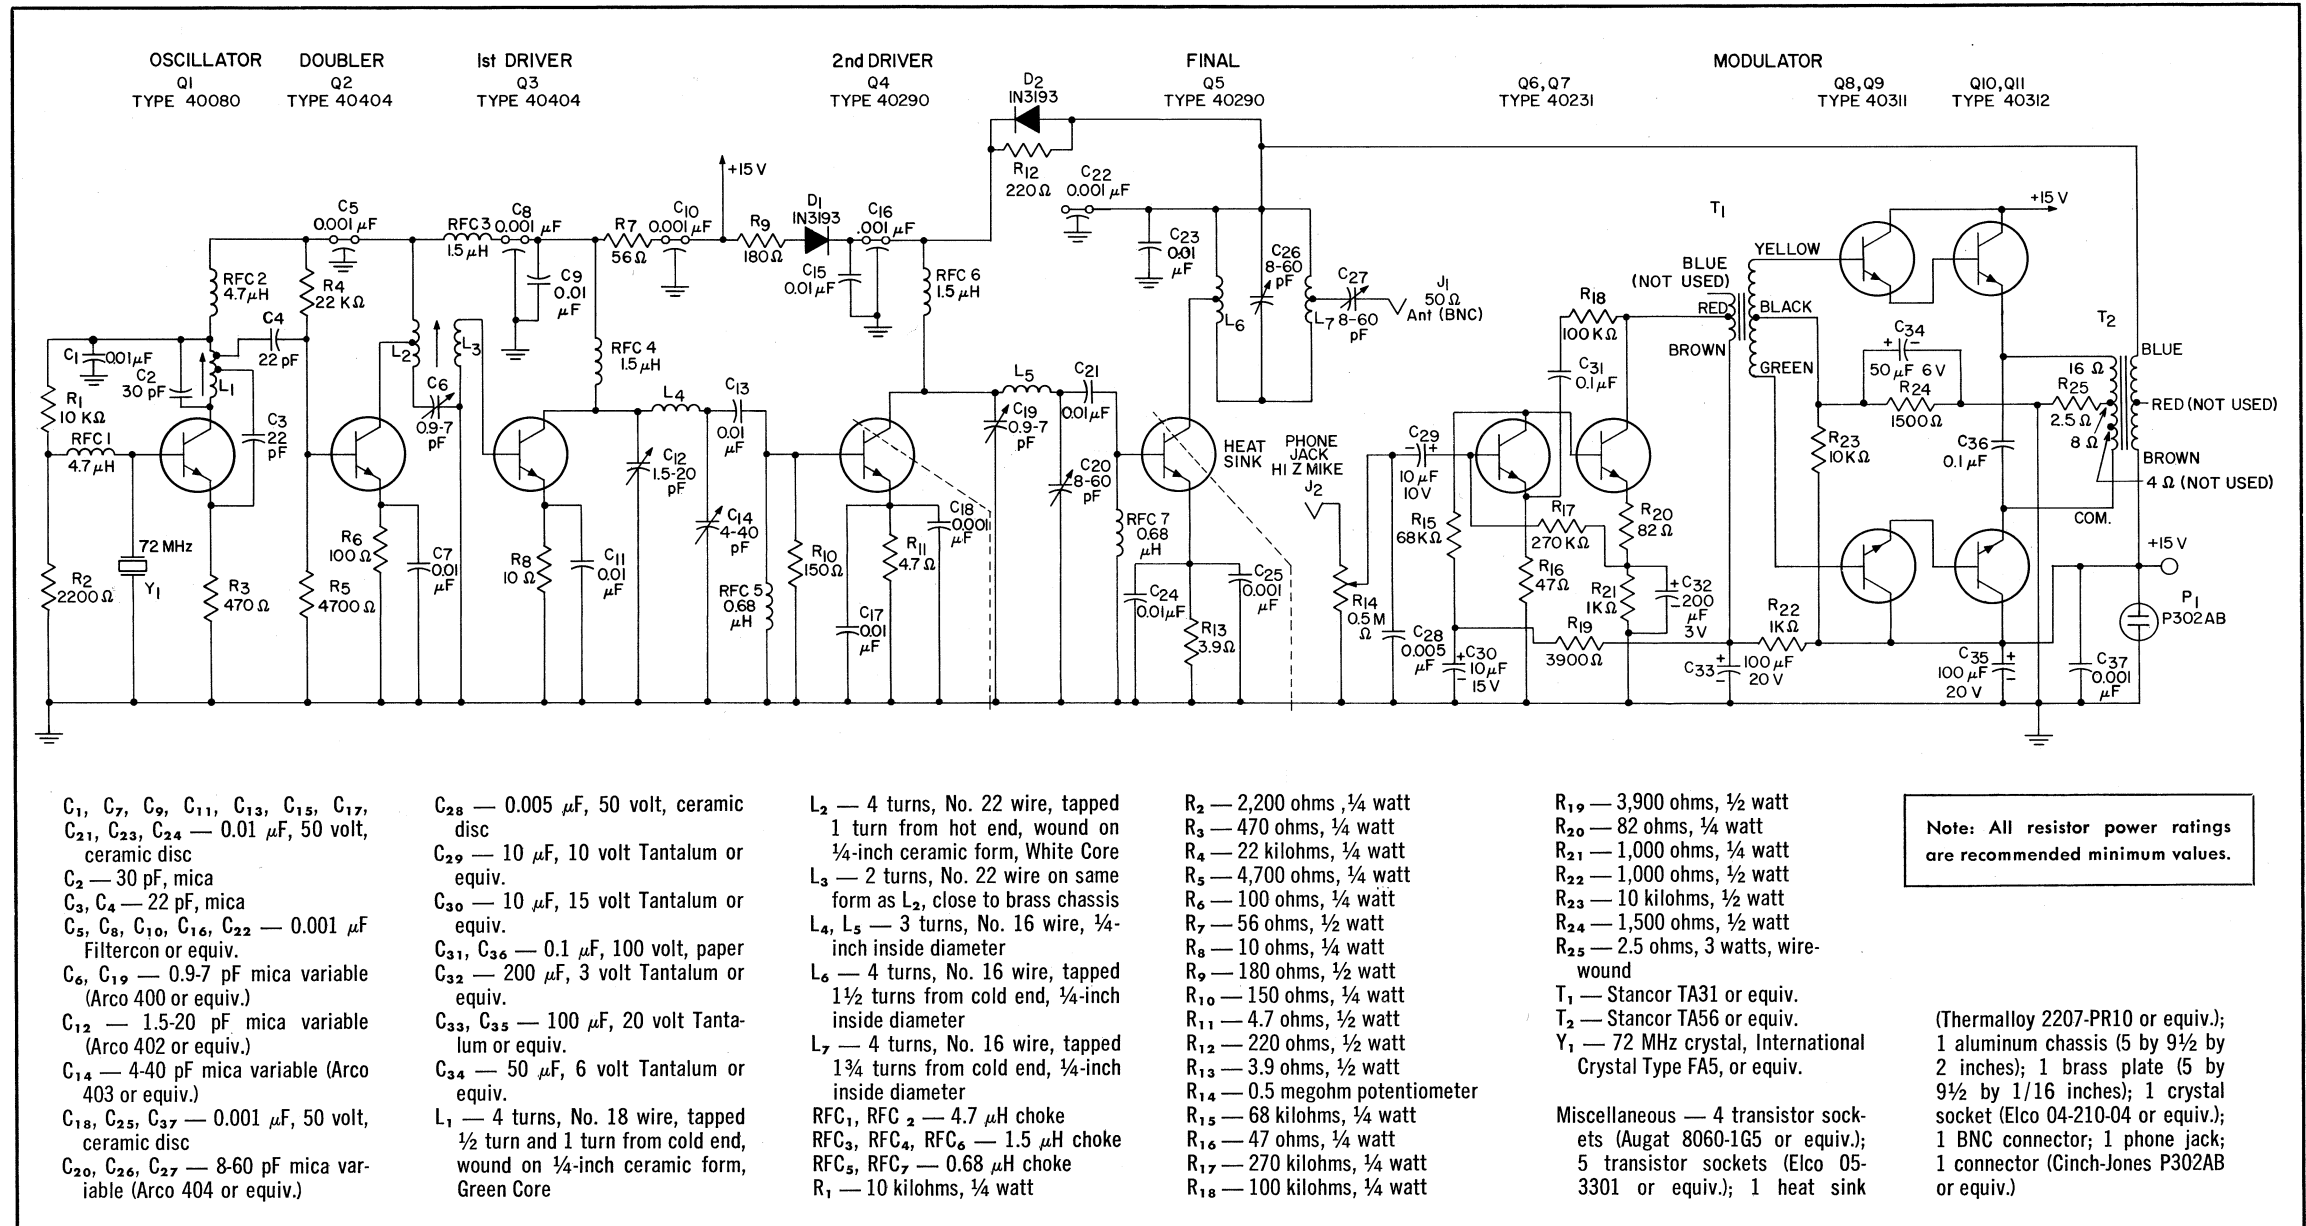 OSCILLATOR
Q1
TYPE 40080
DOUBLER
Q2
TYPE 40404
1st DRIVER
Q3
TYPE 40404
2nd DRIVER
Q4
TYPE 40290
D2
IN3193
FINAL
Q5
TYPE 40290
Q6,Q7
TYPE 40231
MODULATOR
Q8,Q9
TYPE 40311
Q10,Q11
TYPE 40312
+15 V
R12
220Ω
C22
0.001 µF
C5
0.001 µF
RFC 3
1.5 µH
C8
0.001 µF
R7
56Ω
C10
0.001 µF
R9
180Ω
D1
IN3193
C16
.001 µF
C23
0.01
µF
C26
8-60
pF
C27
8-60
pF
J1
50Ω
Ant (BNC)
T1
+15 V
YELLOW
BLUE
(NOT USED)
RED
BLACK
BROWN
GREEN
RFC 2
4.7 µH
R4
22 KΩ
C9
0.01
µF
C15
0.01 µF
RFC 6
1.5 µH
C4
22 pF
C1
0.01 µF
C2
30 pF
L1
L2
L3
C6
0.9-7
pF
RFC 4
1.5 µH
L4
C13
0.01
µF
L5
C21
0.01 µF
L6
L7
R18
100 KΩ
C31
0.1 µF
C34
+ −
50 µF 6 V
R24
1500Ω
T2
BLUE
16 Ω
R25
2.5 Ω
8 Ω
RED (NOT USED)
BROWN
4 Ω (NOT USED)
COM.
R1
10 KΩ
RFC 1
4.7 µH
C3
22
pF
C12
1.5-20
pF
C14
4-40
pF
C19
0.9-7
pF
C20
8-60
pF
HEAT
SINK
PHONE
JACK
HI Z MIKE
J2
C29
− +
10 µF
10 V
R23
10KΩ
C36
0.1 µF
72 MHz
Y1
R6
100 Ω
C7
0.01
µF
R8
10 Ω
C11
0.01
µF
R10
150Ω
R11
4.7Ω
C18
0.001
µF
RFC 7
0.68
µH
R15
68KΩ
R17
270 KΩ
R20
82 Ω
R2
2200 Ω
R3
470 Ω
R5
4700 Ω
RFC 5
0.68
µH
C17
0.01
µF
C24
0.01 µF
C25
0.001
µF
R13
3.9Ω
R14
0.5 M
Ω
C28
0.005
µF
C30
+
10 µF
−
15 V
R16
47Ω
R21
1KΩ
C32
+
200
−
µF
3 V
R19
3900Ω
R22
1KΩ
C33
+
−
100 µF
20 V
C35
100 µF
+
−
20 V
C37
0.001
µF
+15 V
P1
P302AB
C1, C7, C9, C11, C13, C15, C17,
C21, C23, C24 — 0.01 µF, 50 volt,
ceramic disc
C2 — 30 pF, mica
C3, C4 — 22 pF, mica
C5, C8, C10, C16, C22 — 0.001 µF
Filtercon or equiv.
C6, C19 — 0.9-7 pF mica variable
(Arco 400 or equiv.)
C12 — 1.5-20 pF mica variable
(Arco 402 or equiv.)
C14 — 4-40 pF mica variable (Arco
403 or equiv.)
C18, C25, C37 — 0.001 µF, 50 volt,
ceramic disc
C20, C26, C27 — 8-60 pF mica var-
iable (Arco 404 or equiv.)
C28 — 0.005 µF, 50 volt, ceramic
disc
C29 — 10 µF, 10 volt Tantalum or
equiv.
C30 — 10 µF, 15 volt Tantalum or
equiv.
C31, C36 — 0.1 µF, 100 volt, paper
C32 — 200 µF, 3 volt Tantalum or
equiv.
C33, C35 — 100 µF, 20 volt Tanta-
lum or equiv.
C34 — 50 µF, 6 volt Tantalum or
equiv.
L1 — 4 turns, No. 18 wire, tapped
½ turn and 1 turn from cold end,
wound on ¼-inch ceramic form,
Green Core
L2 — 4 turns, No. 22 wire, tapped
1 turn from hot end, wound on
¼-inch ceramic form, White Core
L3 — 2 turns, No. 22 wire on same
form as L2, close to brass chassis
L4, L5 — 3 turns, No. 16 wire, ¼-
inch inside diameter
L6 — 4 turns, No. 16 wire, tapped
1½ turns from cold end, ¼-inch
inside diameter
L7 — 4 turns, No. 16 wire, tapped
1¾ turns from cold end, ¼-inch
inside diameter
RFC1, RFC 2 — 4.7 µH choke
RFC3, RFC4, RFC6 — 1.5 µH choke
RFC5, RFC7 — 0.68 µH choke
R1 — 10 kilohms, ¼ watt
R2 — 2,200 ohms ,¼ watt
R3 — 470 ohms, ¼ watt
R4 — 22 kilohms, ¼ watt
R5 — 4,700 ohms, ¼ watt
R6 — 100 ohms, ¼ watt
R7 — 56 ohms, ½ watt
R8 — 10 ohms, ¼ watt
R9 — 180 ohms, ½ watt
R10 — 150 ohms, ¼ watt
R11 — 4.7 ohms, ½ watt
R12 — 220 ohms, ½ watt
R13 — 3.9 ohms, ½ watt
R14 — 0.5 megohm potentiometer
R15 — 68 kilohms, ¼ watt
R16 — 47 ohms, ¼ watt
R17 — 270 kilohms, ¼ watt
R18 — 100 kilohms, ¼ watt
R19 — 3,900 ohms, ½ watt
R20 — 82 ohms, ¼ watt
R21 — 1,000 ohms, ¼ watt
R22 — 1,000 ohms, ½ watt
R23 — 10 kilohms, ½ watt
R24 — 1,500 ohms, ½ watt
R25 — 2.5 ohms, 3 watts, wire-
wound
T1 — Stancor TA31 or equiv.
T2 — Stancor TA56 or equiv.
Y1 — 72 MHz crystal, International
Crystal Type FA5, or equiv.
Miscellaneous — 4 transistor sock-
ets (Augat 8060-1G5 or equiv.);
5 transistor sockets (Elco 05-
3301 or equiv.); 1 heat sink
Note: All resistor power ratings
are recommended minimum values.
(Thermalloy 2207-PR10 or equiv.);
1 aluminum chassis (5 by 9½ by
2 inches); 1 brass plate (5 by
9½ by 1/16 inches); 1 crystal
socket (Elco 04-210-04 or equiv.);
1 BNC connector; 1 phone jack;
1 connector (Cinch-Jones P302AB
or equiv.)